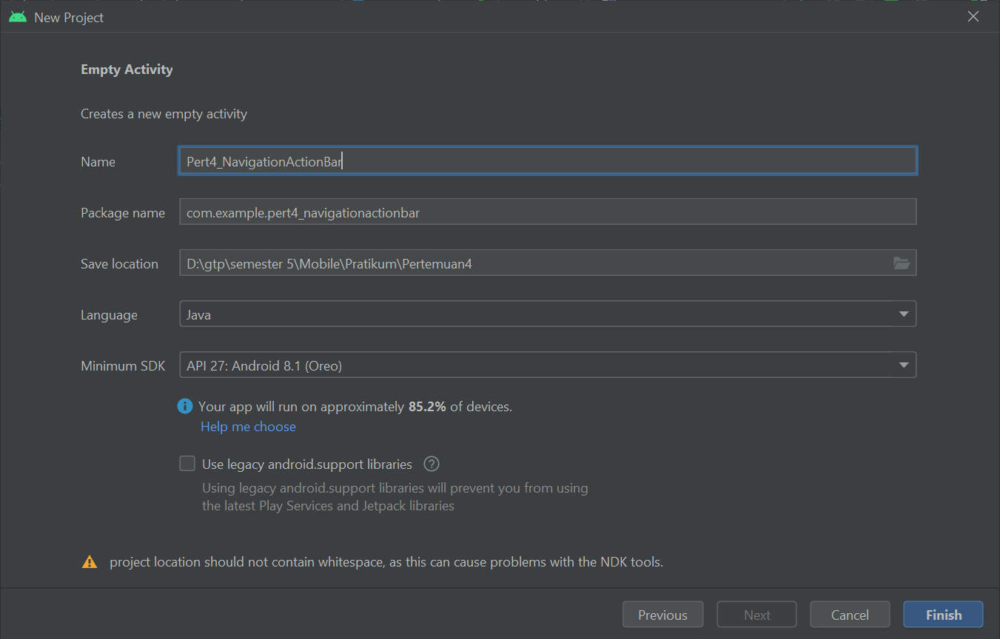 New Project
Empty Activity
Creates a new empty activity
Name
Pert4_NavigationActionBar
Package name
com.example.pert4_navigationactionbar
Save location
D:\gtp\semester 5\Mobile\Pratikum\Pertemuan4
Language
Java
Minimum SDK
API 27: Android 8.1 (Oreo)
Your app will run on approximately 85.2% of devices.
Help me choose
Use legacy android.support libraries
Using legacy android.support libraries will prevent you from using
the latest Play Services and Jetpack libraries
project location should not contain whitespace, as this can cause problems with the NDK tools.
Previous
Next
Cancel
Finish